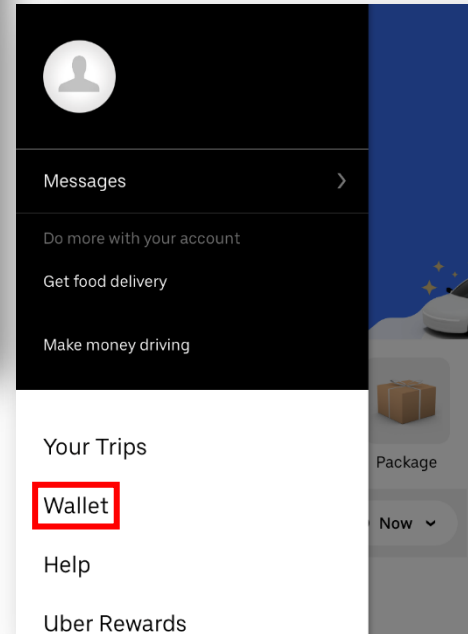 Messages
Do more with your account
Get food delivery
Make money driving
Your Trips
Wallet
Help
Uber Rewards
Package
Now